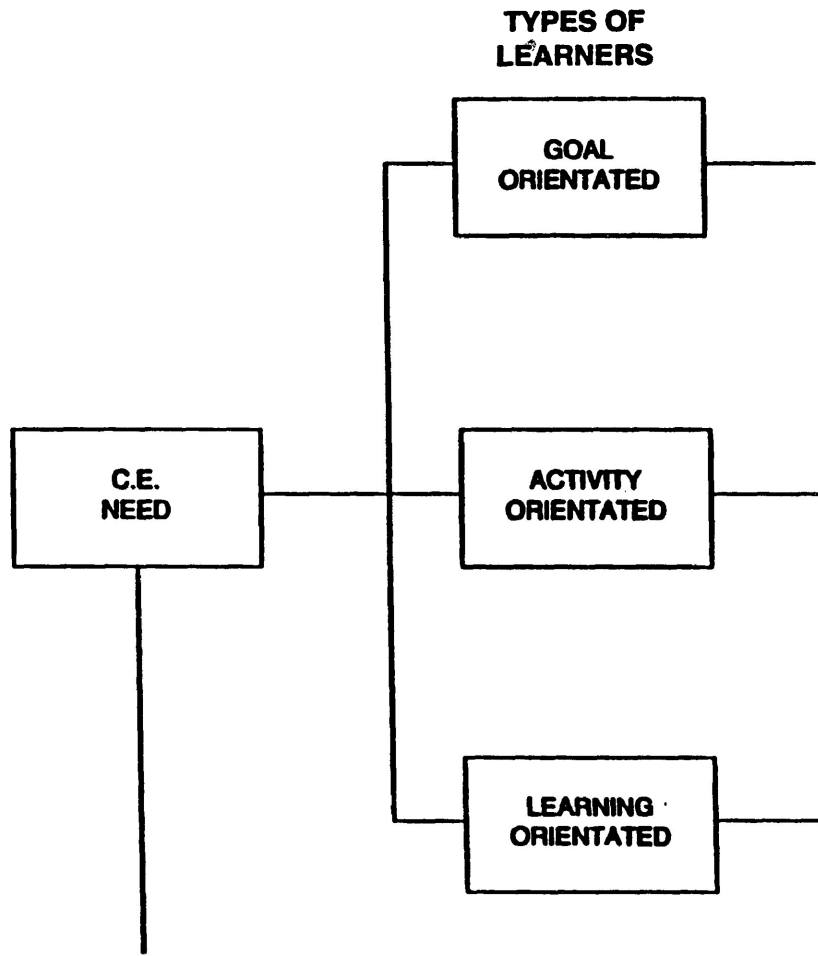 TYPES OF
LEARNERS
GOAL
ORIENTATED
C.E.
NEED
ACTIVITY
ORIENTATED
LEARNING
ORIENTATED